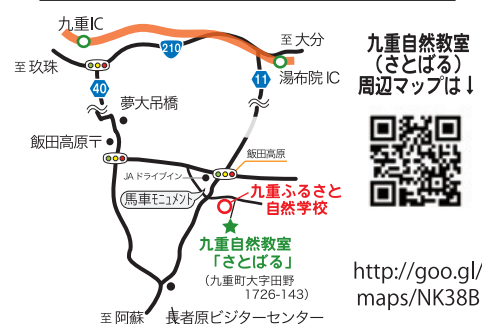 九重IC
210
至 大分
至 玖珠
40
11
湯布院 IC
夢大吊橋
飯田高原〒
飯田高原
JA ドライブイン
馬車モニュメント
九重ふるさと
自然学校
九重自然教室
「さとばる」
(九重町大字田野
1726-143)
至 阿蘇
長者原ビジターセンター
九重自然教室
(さとばる)
周辺マップは↓
http://goo.gl/
maps/NK38B